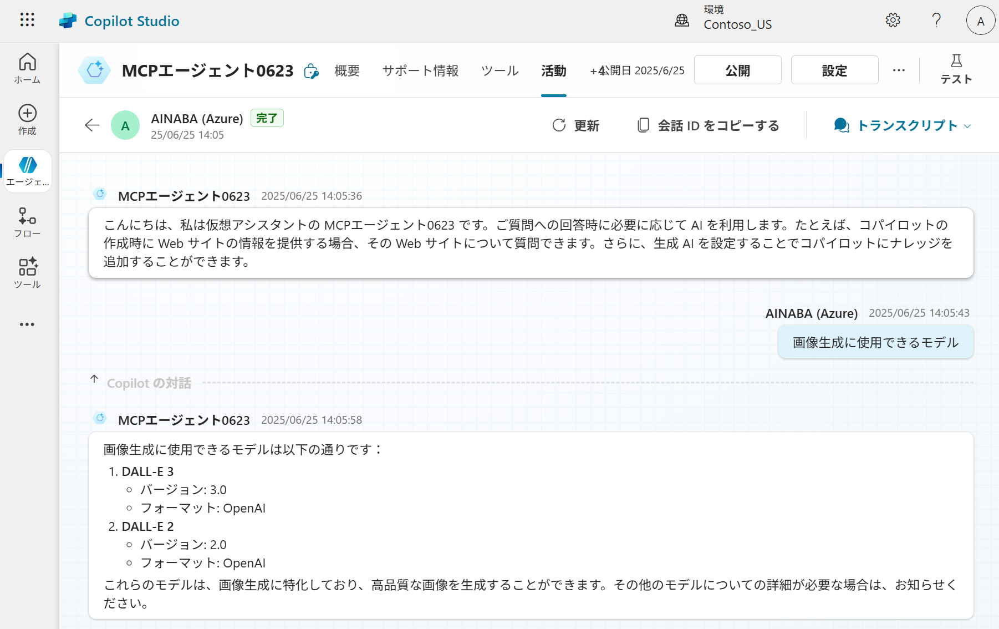 Copilot Studio
環境
Contoso_US
A
ホーム
作成
エージェ...
フロー
ツール
MCPエージェント0623
概要
サポート情報
ツール
活動
+4
公開日 2025/6/25
公開
設定
テスト
A
AINABA (Azure)
完了
25/06/25 14:05
更新
会話 ID をコピーする
トランスクリプト
MCPエージェント0623 2025/06/25 14:05:36
こんにちは、私は仮想アシスタントの MCPエージェント0623 です。ご質問への回答時に必要に応じて AI を利用します。たとえば、コパイロットの
作成時に Web サイトの情報を提供する場合、その Web サイトについて質問できます。さらに、生成 AI を設定することでコパイロットにナレッジを
追加することができます。
AINABA (Azure) 2025/06/25 14:05:43
画像生成に使用できるモデル
Copilot の対話
MCPエージェント0623 2025/06/25 14:05:58
画像生成に使用できるモデルは以下の通りです：
1. DALL-E 3
バージョン: 3.0
フォーマット: OpenAI
2. DALL-E 2
バージョン: 2.0
フォーマット: OpenAI
これらのモデルは、画像生成に特化しており、高品質な画像を生成することができます。その他のモデルについての詳細が必要な場合は、お知らせく
ださい。